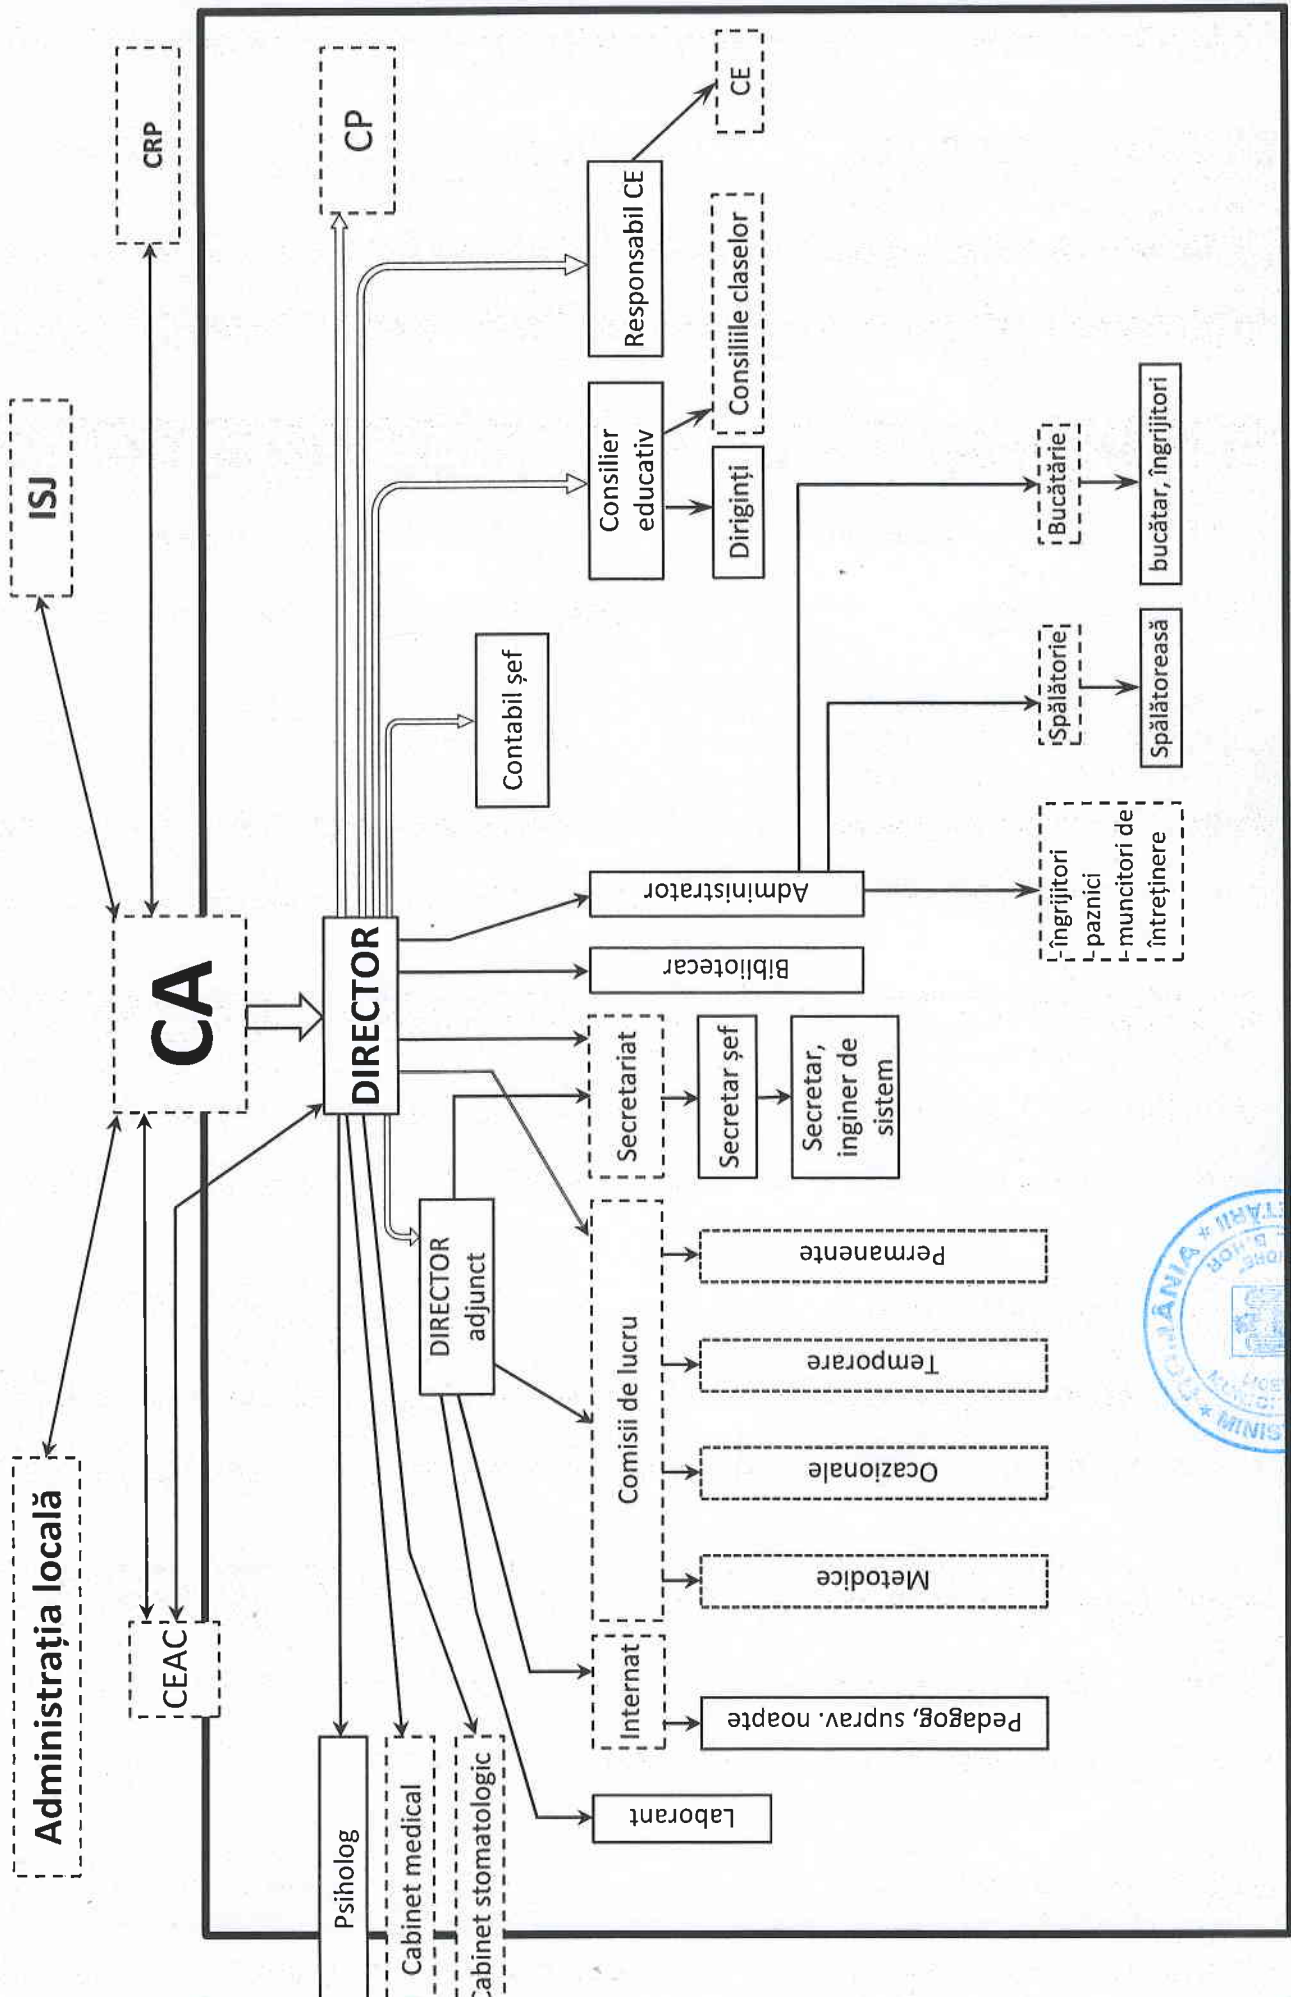 Administrația locală
ISJ
CEAC
CA
CRP
Psiholog
Cabinet medical
Cabinet stomatologic
DIRECTOR
CP
DIRECTOR
adjunct
Contabil șef
Laborant
Internat
Comisii de lucru
Secretariat
Bibliotecar
Administrator
Consilier
educativ
Responsabil CE
Pedagog, suprav. noapte
Metodice
Ocazionale
Temporare
Permanente
Secretar șef
Secretar,
inginer de
sistem
Diriginți
Consiliile claselor
CE
-îngrijitori
paznici
-muncitori de
întreținere
Spălătorie
Bucătărie
Spălătoreasă
bucătar, îngrijitori
ROMÂNIA
MINIS